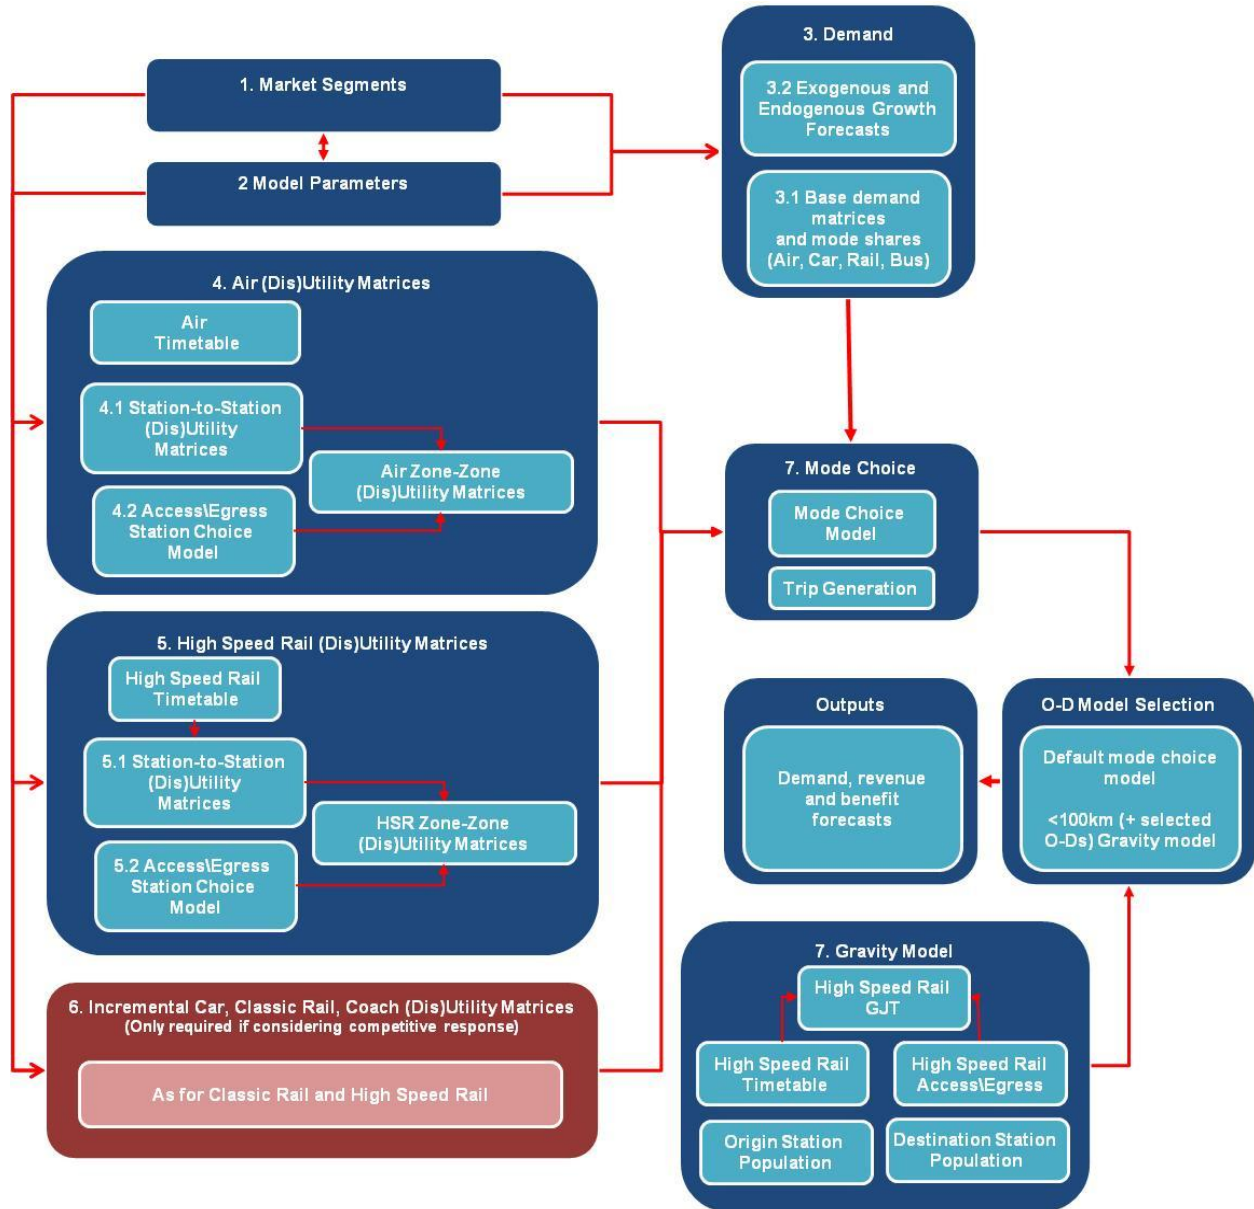 1. Market Segments
2 Model Parameters
3. Demand
3.2 Exogenous and
Endogenous Growth
Forecasts
3.1 Base demand
matrices
and mode shares
(Air, Car, Rail, Bus)
4. Air (Dis)Utility Matrices
Air
Timetable
4.1 Station-to-Station
(Dis)Utility
Matrices
4.2 Access\Egress
Station Choice
Model
Air Zone-Zone
(Dis)Utility Matrices
7. Mode Choice
Mode Choice
Model
Trip Generation
5. High Speed Rail (Dis)Utility Matrices
High Speed Rail
Timetable
5.1 Station-to-Station
(Dis)Utility
Matrices
5.2 Access\Egress
Station Choice
Model
HSR Zone-Zone
(Dis)Utility Matrices
Outputs
Demand, revenue
and benefit
forecasts
O-D Model Selection
Default mode choice
model
<100km (+ selected
O-Ds) Gravity model
6. Incremental Car, Classic Rail, Coach (Dis)Utility Matrices
(Only required if considering competitive response)
As for Classic Rail and High Speed Rail
7. Gravity Model
High Speed Rail
GJT
High Speed Rail
Timetable
High Speed Rail
Access\Egress
Origin Station
Population
Destination Station
Population